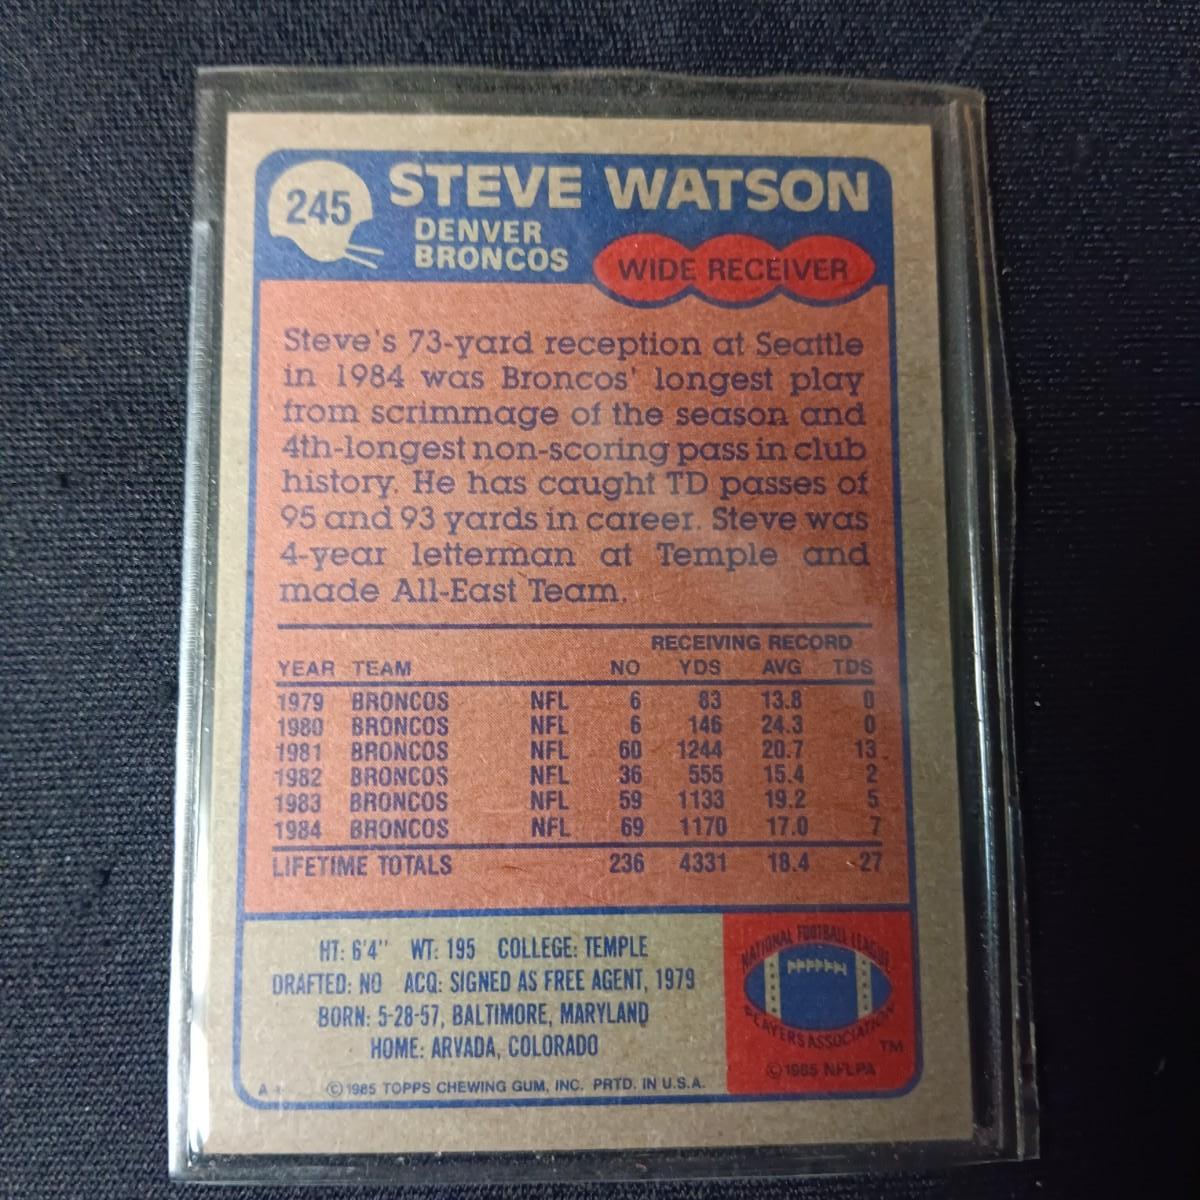 245
STEVE WATSON
DENVER
BRONCOS
WIDE RECEIVER
Steve's 73-yard reception at Seattle
in 1984 was Broncos' longest play
from scrimmage of the season and
4th-longest non-scoring pass in club
history. He has caught TD passes of
95 and 93 yards in career. Steve was
4-year letterman at Temple and
made All-East Team.
RECEIVING RECORD
YEAR TEAM NO YDS AVG TDS
1979 BRONCOS NFL 6 83 13.8 0
1980 BRONCOS NFL 6 146 24.3 0
1981 BRONCOS NFL 60 1244 20.7 13
1982 BRONCOS NFL 36 555 15.4 2
1983 BRONCOS NFL 59 1133 19.2 5
1984 BRONCOS NFL 69 1170 17.0 7
LIFETIME TOTALS 236 4331 18.4 27
HT: 6'4" WT: 195 COLLEGE: TEMPLE
DRAFTED: NO ACQ: SIGNED AS FREE AGENT, 1979
BORN: 5-28-57, BALTIMORE, MARYLAND
HOME: ARVADA, COLORADO
A ©1985 TOPPS CHEWING GUM, INC. PRTD. IN U.S.A.
NATIONAL FOOTBALL LEAGUE
PLAYERS ASSOCIATION
TM
©1985 NFLPA